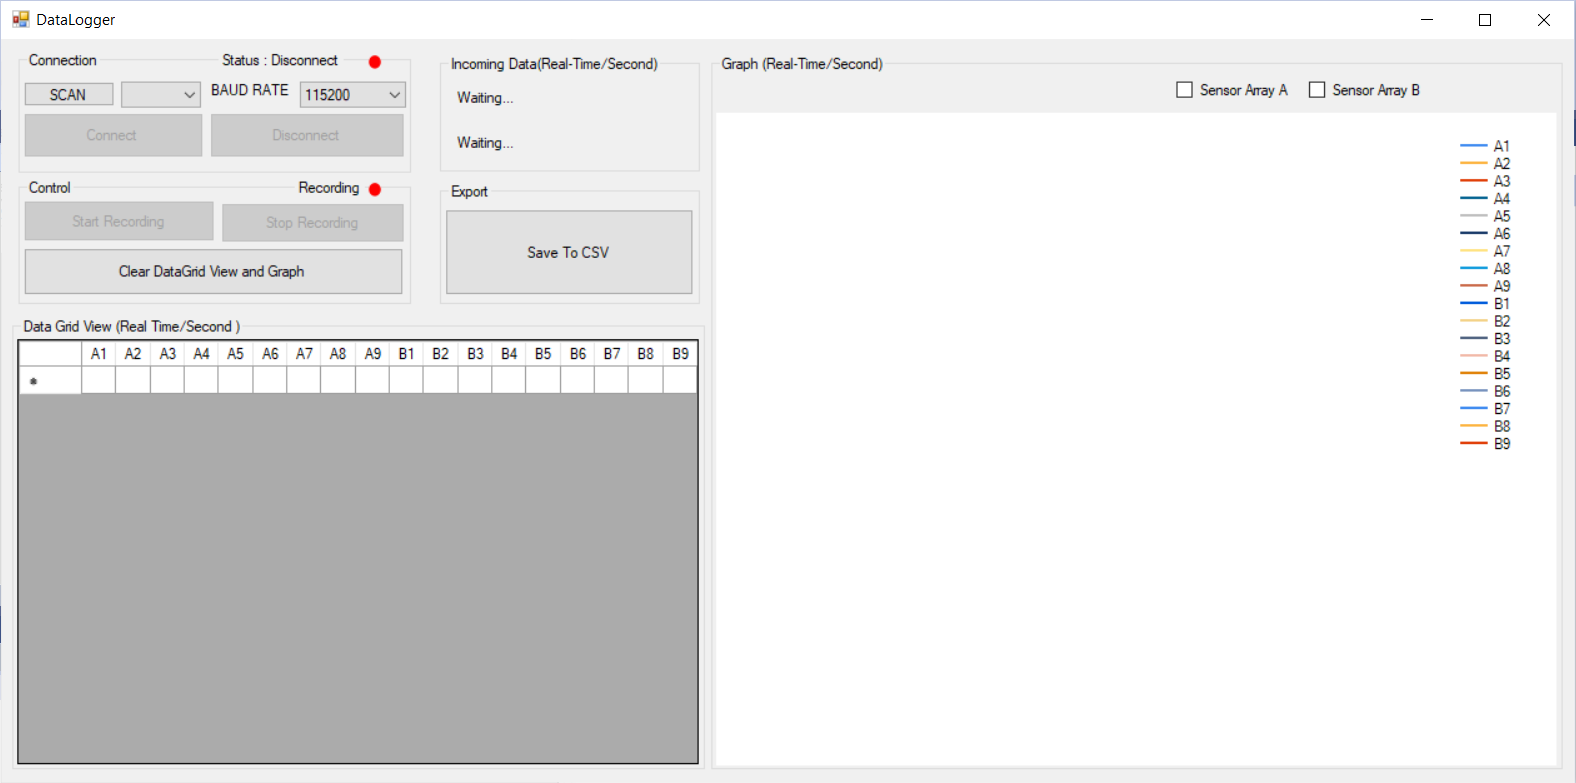 DataLogger
Connection Status : Disconnect
SCAN BAUD RATE 115200
Connect Disconnect
Control Recording
Start Recording Stop Recording
Clear DataGrid View and Graph
Incoming Data(Real-Time/Second)
Waiting...
Waiting...
Export
Save To CSV
Data Grid View (Real Time/Second )
A1 A2 A3 A4 A5 A6 A7 A8 A9 B1 B2 B3 B4 B5 B6 B7 B8 B9
*
Graph (Real-Time/Second)
Sensor Array A Sensor Array B
A1
A2
A3
A4
A5
A6
A7
A8
A9
B1
B2
B3
B4
B5
B6
B7
B8
B9